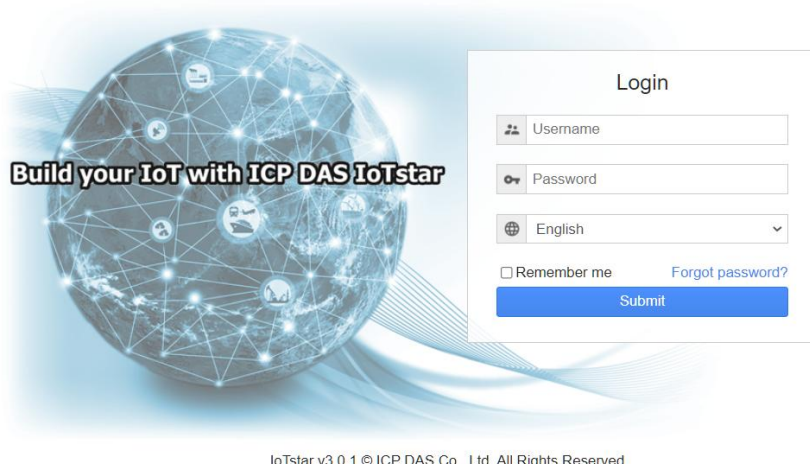 Login
Username
Build your IoT with ICP DAS IoTstar
Password
English
Remember me Forgot password?
Submit
IoTstar v3.0.1 © ICP DAS Co., Ltd. All Rights Reserved